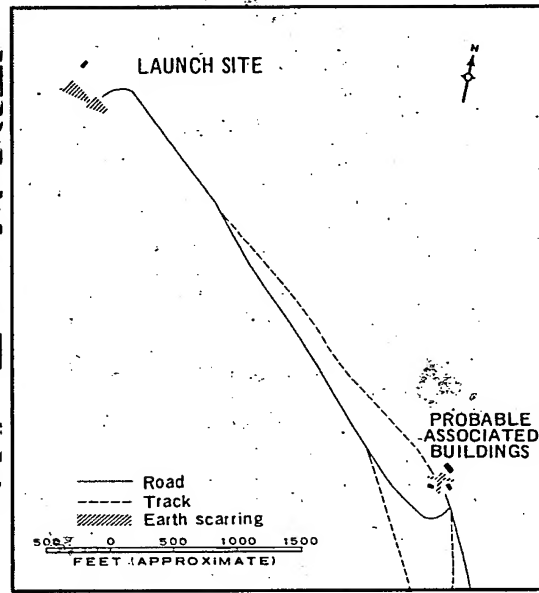 LAUNCH SITE
N
PROBABLE
ASSOCIATED
BUILDINGS
Road
Track
Earth scarring
500 0 500 1000 1500
FEET (APPROXIMATE)